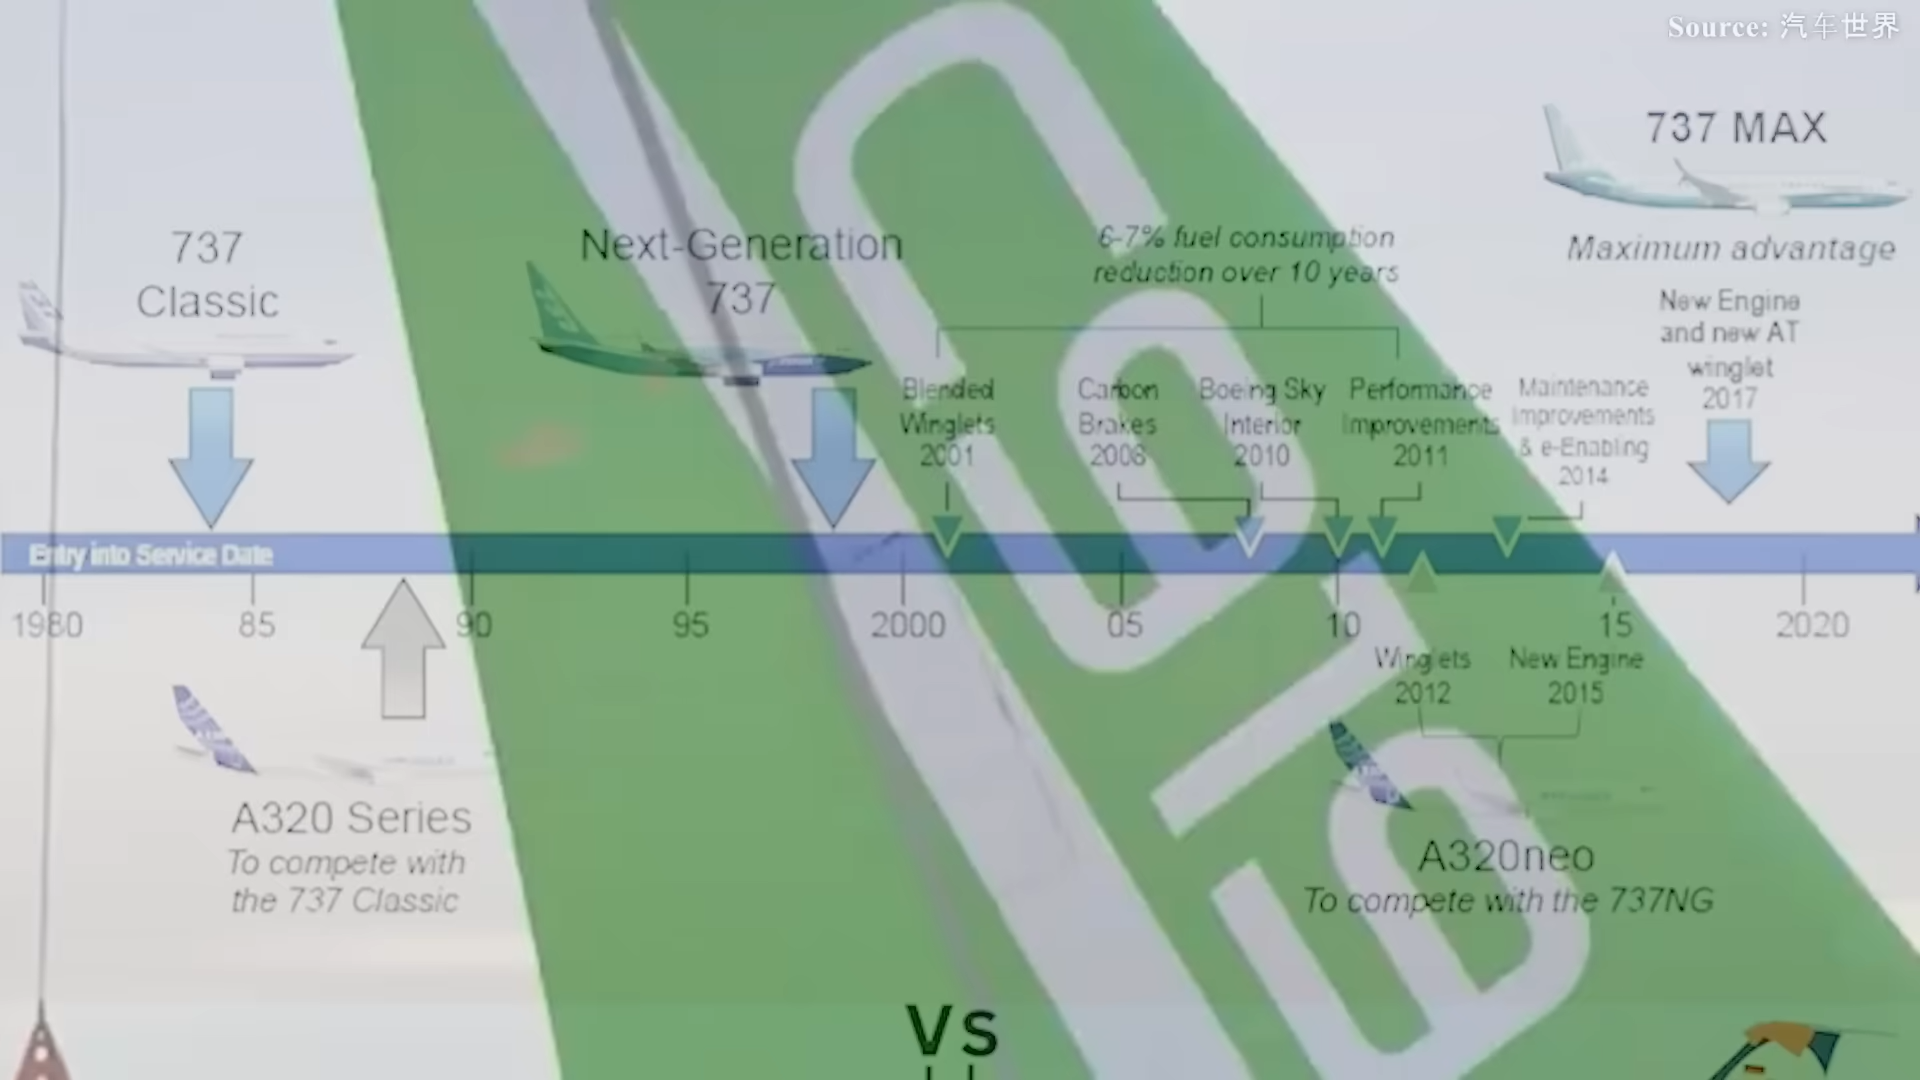 Source: 汽车世界
737 MAX
Maximum advantage
New Engine
and new AT
winglet
2017
737
Classic
Next-Generation
737
6-7% fuel consumption
reduction over 10 years
Blended
Winglets
2001
Carbon
Brakes
2008
Boeing Sky
Interior
2010
Performance
Improvements
2011
Maintenance
Improvements
& e-Enabling
2014
Entry into Service Date
1980
85
90
95
2000
05
10
15
2020
Winglets
2012
New Engine
2015
A320 Series
To compete with
the 737 Classic
A320neo
To compete with the 737NG
VS